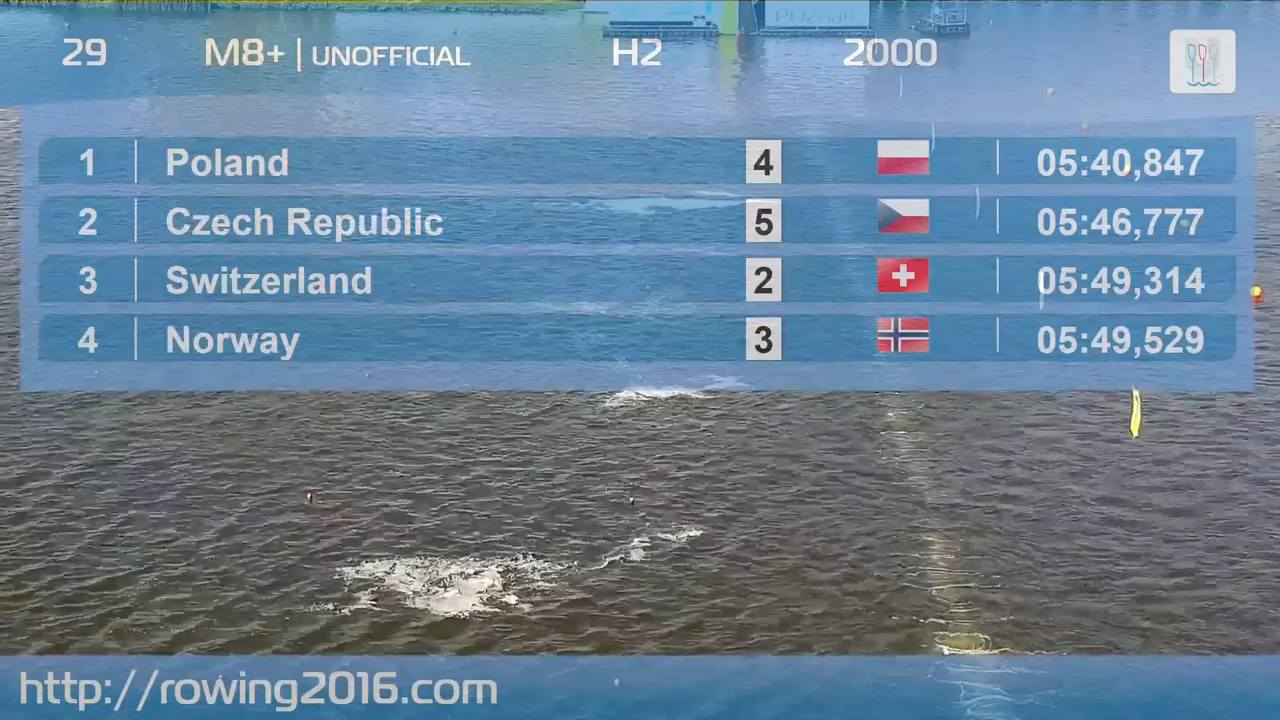 POZnan
29 M8+ | UNOFFICIAL H2 2000
1 Poland 4 05:40,847
2 Czech Republic 5 05:46,777
3 Switzerland 2 05:49,314
4 Norway 3 05:49,529
http://rowing2016.com